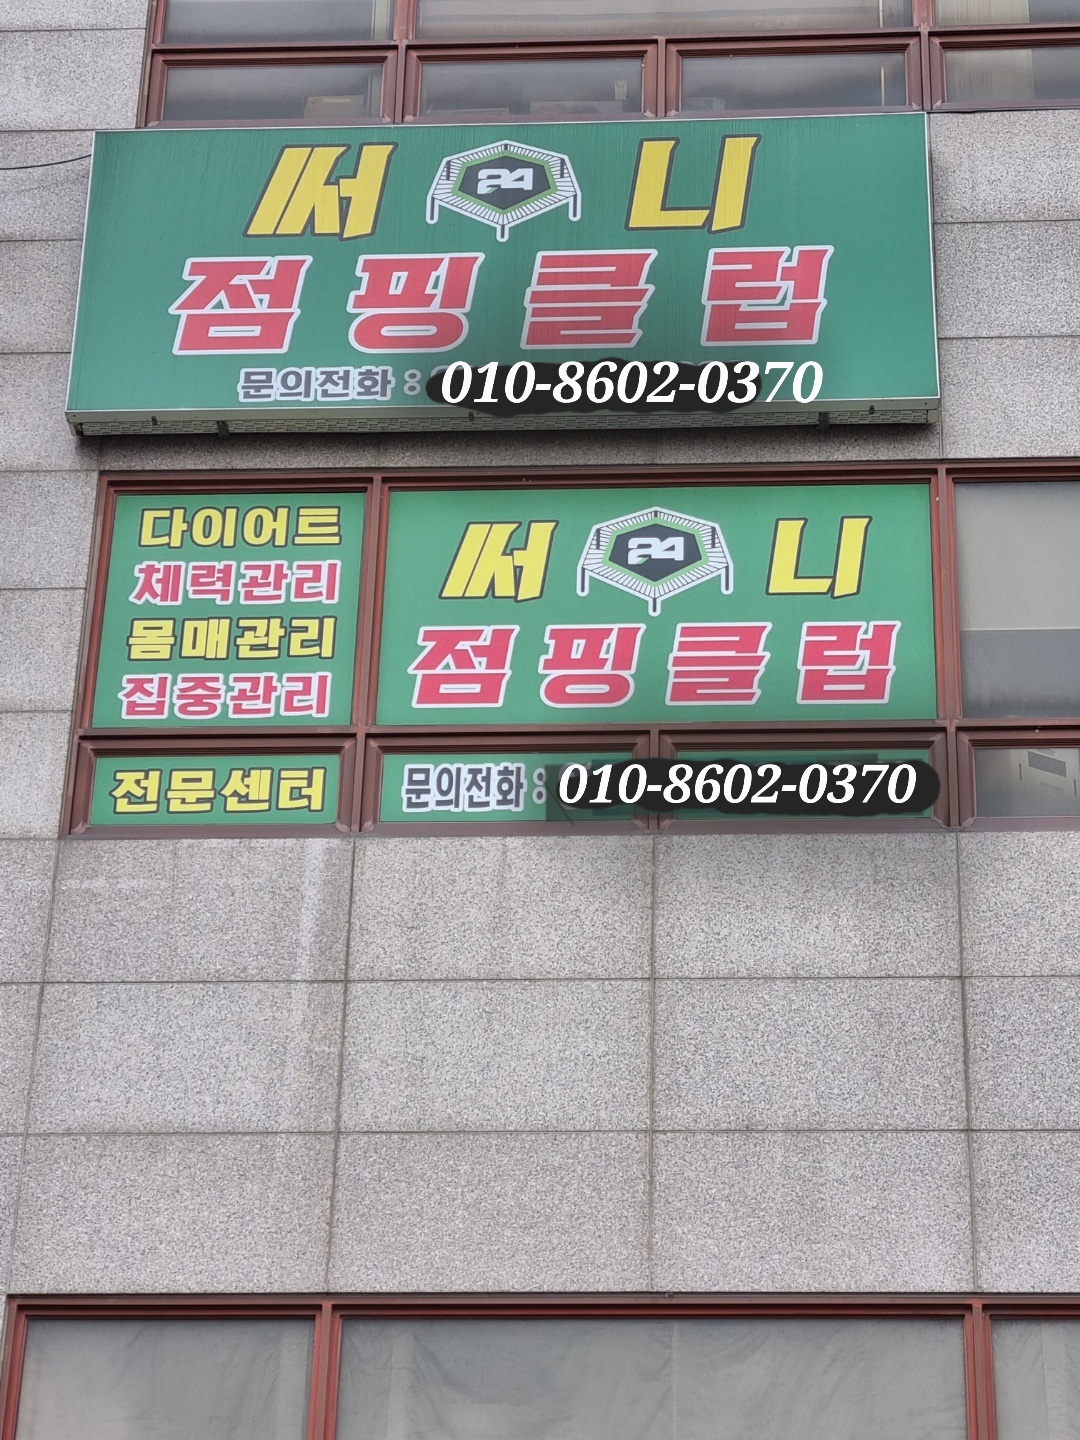 써 24 니
점핑클럽
문의전화 : 010-8602-0370
다이어트
체력관리
몸매관리
집중관리
전문센터
써 24 니
점핑클럽
문의전화 : 010-8602-0370